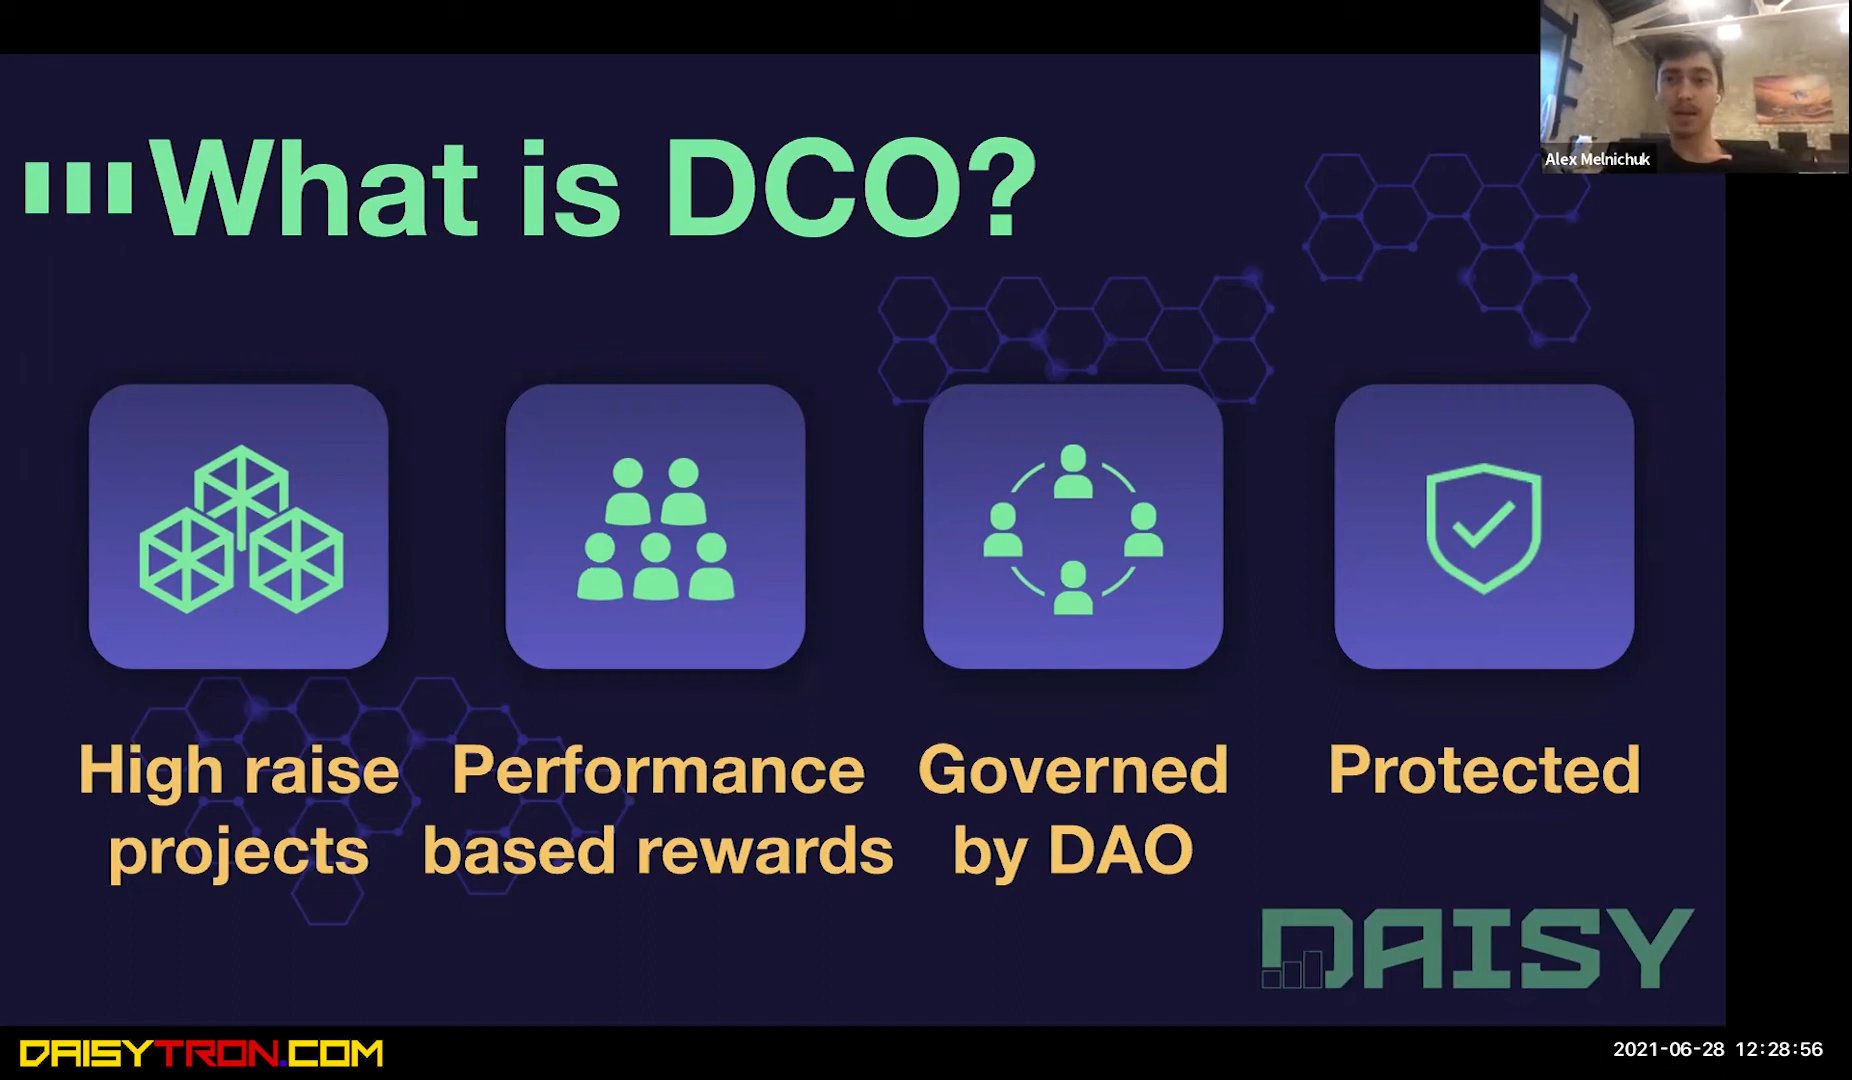 Alex Melnichuk
What is DCO?
High raise
projects
Performance
based rewards
Governed
by DAO
Protected
DAISY
DAISYTRON.COM
2021-06-28 12:28:56